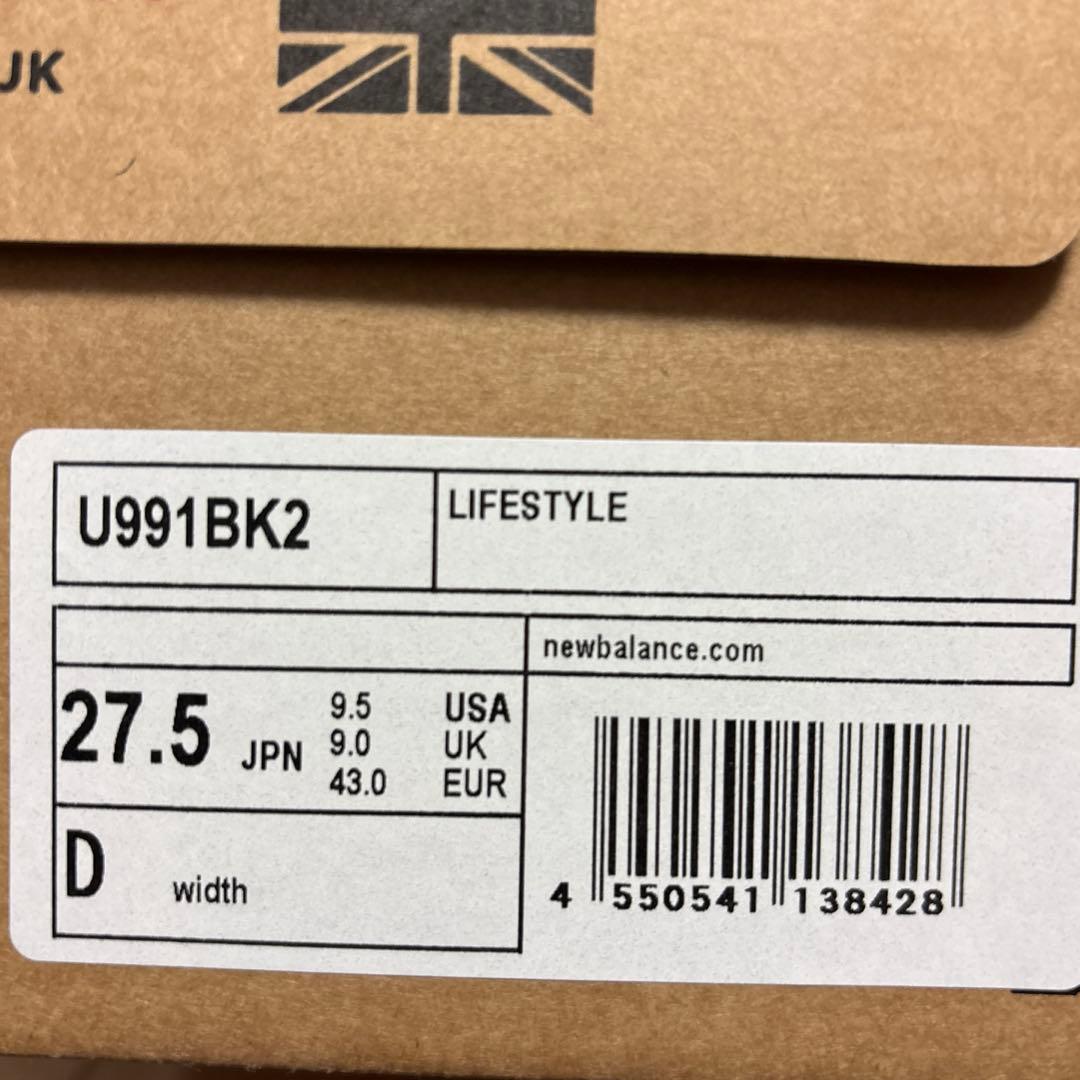 UK
U991BK2
LIFESTYLE
newbalance.com
27.5 JPN
9.5 USA
9.0 UK
43.0 EUR
D width
4 550541 138428